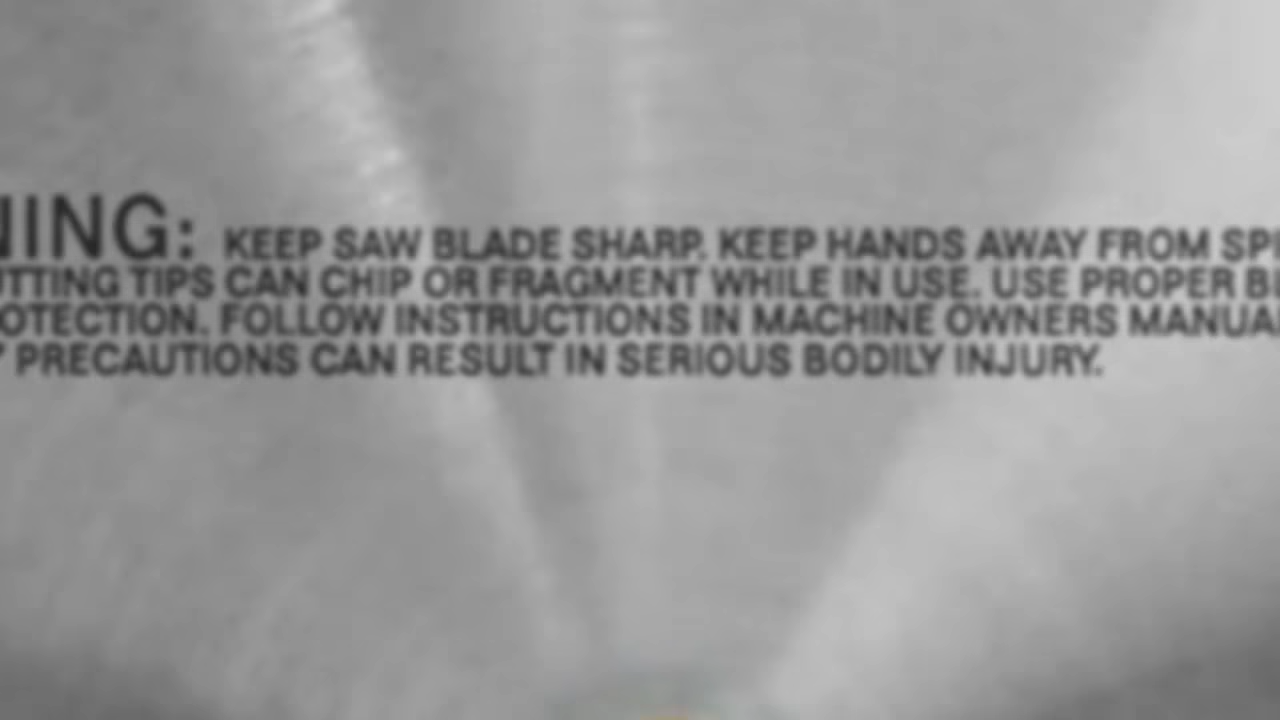 NING: KEEP SAW BLADE SHARP. KEEP HANDS AWAY FROM SPI
UTTING TIPS CAN CHIP OR FRAGMENT WHILE IN USE. USE PROPER
OTECTION. FOLLOW INSTRUCTIONS IN MACHINE OWNERS MANUA
PRECAUTIONS CAN RESULT IN SERIOUS BODILY INJURY.